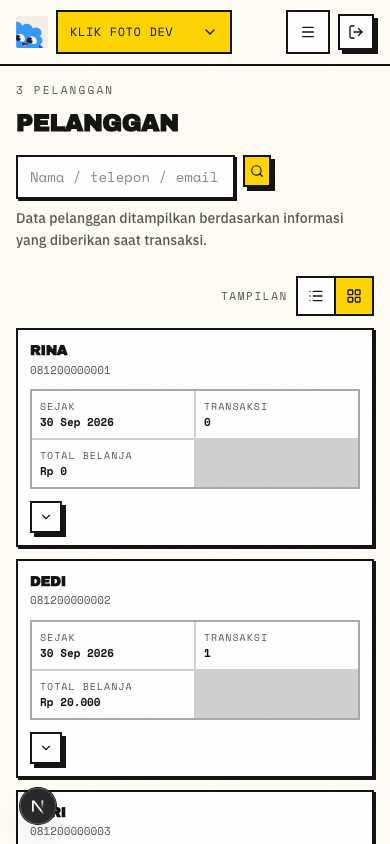 KLIK FOTO DEV
3 PELANGGAN
PELANGGAN
Nama / telepon / email
Data pelanggan ditampilkan berdasarkan informasi
yang diberikan saat transaksi.
TAMPILAN
RINA
081200000001
SEJAK
30 Sep 2026
TRANSAKSI
0
TOTAL BELANJA
Rp 0
DEDI
081200000002
SEJAK
30 Sep 2026
TRANSAKSI
1
TOTAL BELANJA
Rp 20.000
N
081200000003